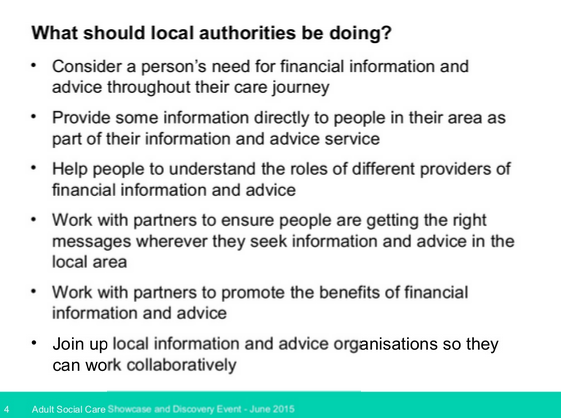 What should local authorities be doing?
• Consider a person's need for financial information and
advice throughout their care journey
• Provide some information directly to people in their area as
part of their information and advice service
• Help people to understand the roles of different providers of
financial information and advice
• Work with partners to ensure people are getting the right
messages wherever they seek information and advice in the
local area
• Work with partners to promote the benefits of financial
information and advice
• Join up local information and advice organisations so they
can work collaboratively
4 Adult Social Care Showcase and Discovery Event - June 2015